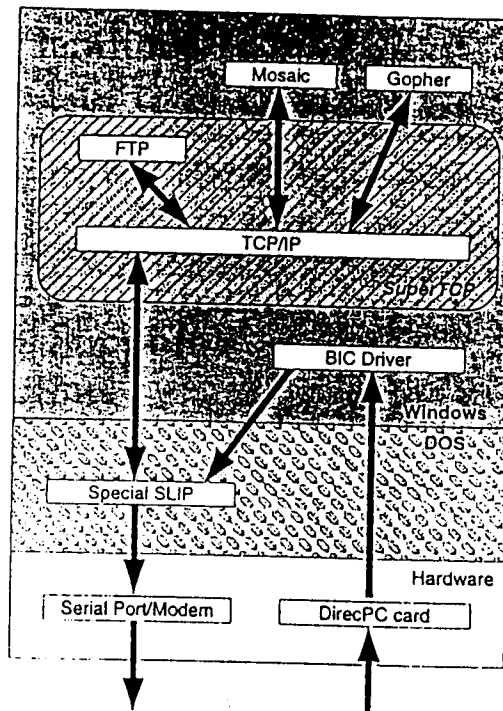 Mosaic
Gopher
FTP
TCP/IP
SuperTCP
BIC Driver
Windows
DOS
Special SLIP
Hardware
Serial Port/Modem
DirecPC card